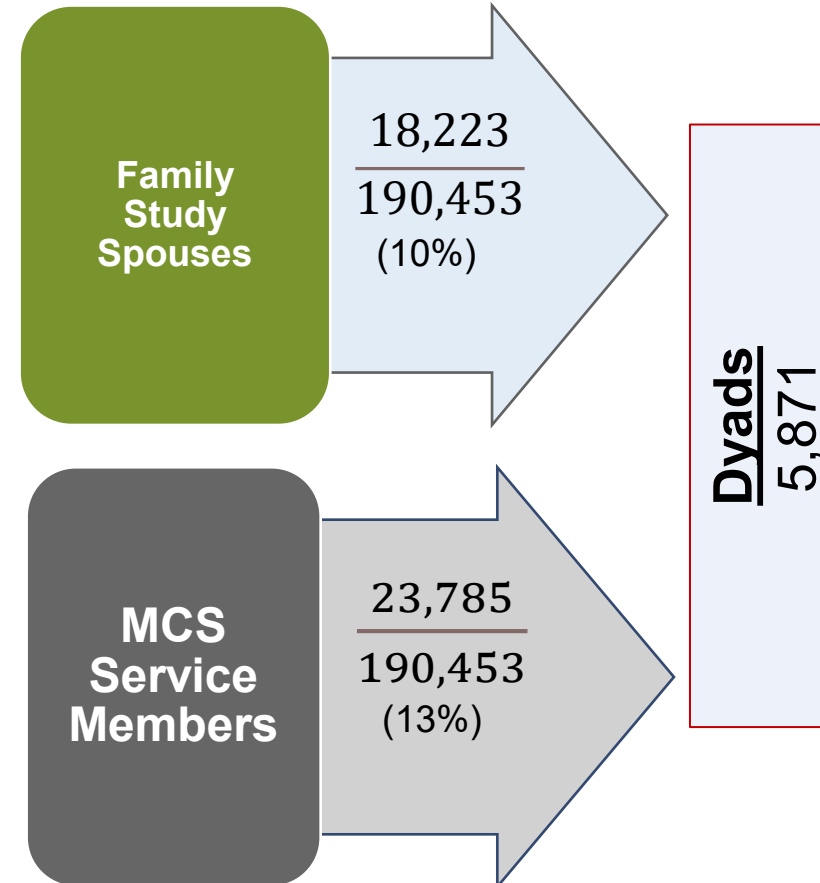 Family
Study
Spouses
18,223
190,453
(10%)
MCS
Service
Members
23,785
190,453
(13%)
Dyads
5,871